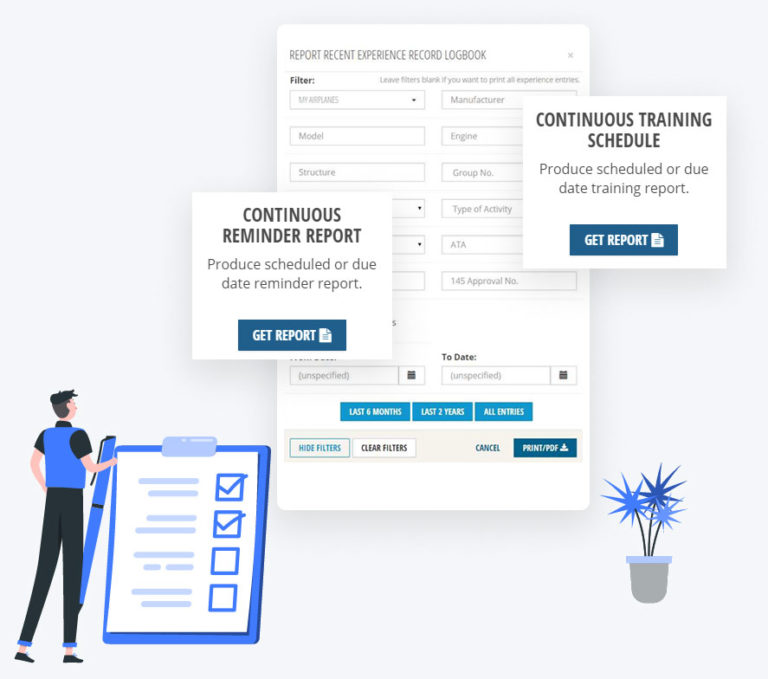 REPORT RECENT EXPERIENCE RECORD LOGBOOK ×
Filter: Leave filters blank if you want to print all experience entries.
MY AIRPLANES Manufacturer
Model Engine
Structure Group No.
Type of Activity
ATA
145 Approval No.
CONTINUOUS TRAINING
SCHEDULE
Produce scheduled or due
date training report.
GET REPORT
CONTINUOUS
REMINDER REPORT
Produce scheduled or due
date reminder report.
GET REPORT
To Date:
(unspecified) (unspecified)
LAST 6 MONTHS LAST 2 YEARS ALL ENTRIES
HIDE FILTERS CLEAR FILTERS CANCEL PRINT/PDF